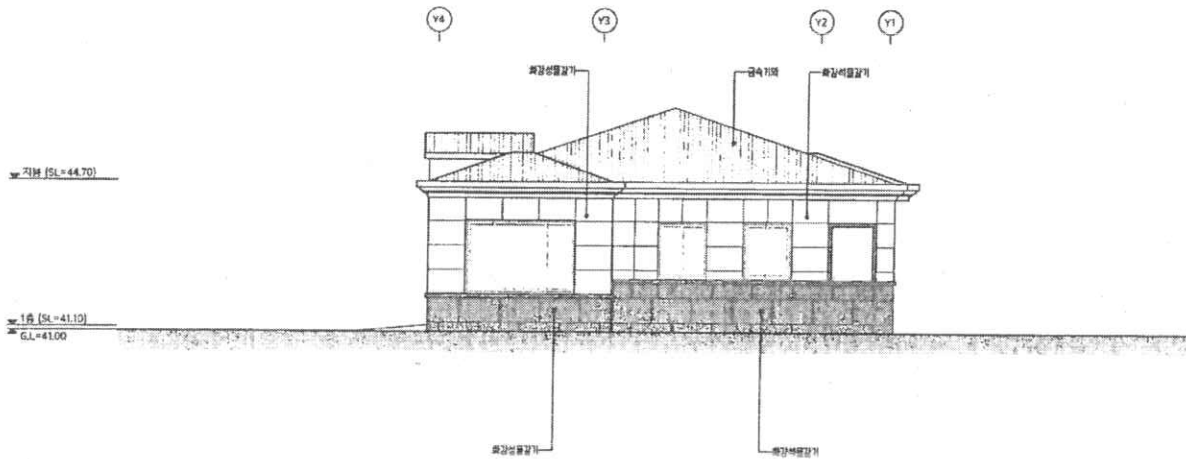 Y4 Y3 Y2 Y1
화강석물갈기 금속기와 화강석물갈기
지붕 (SL=44.70)
1층 (SL=41.10)
G.L=41.00
화강석물갈기 화강석물갈기